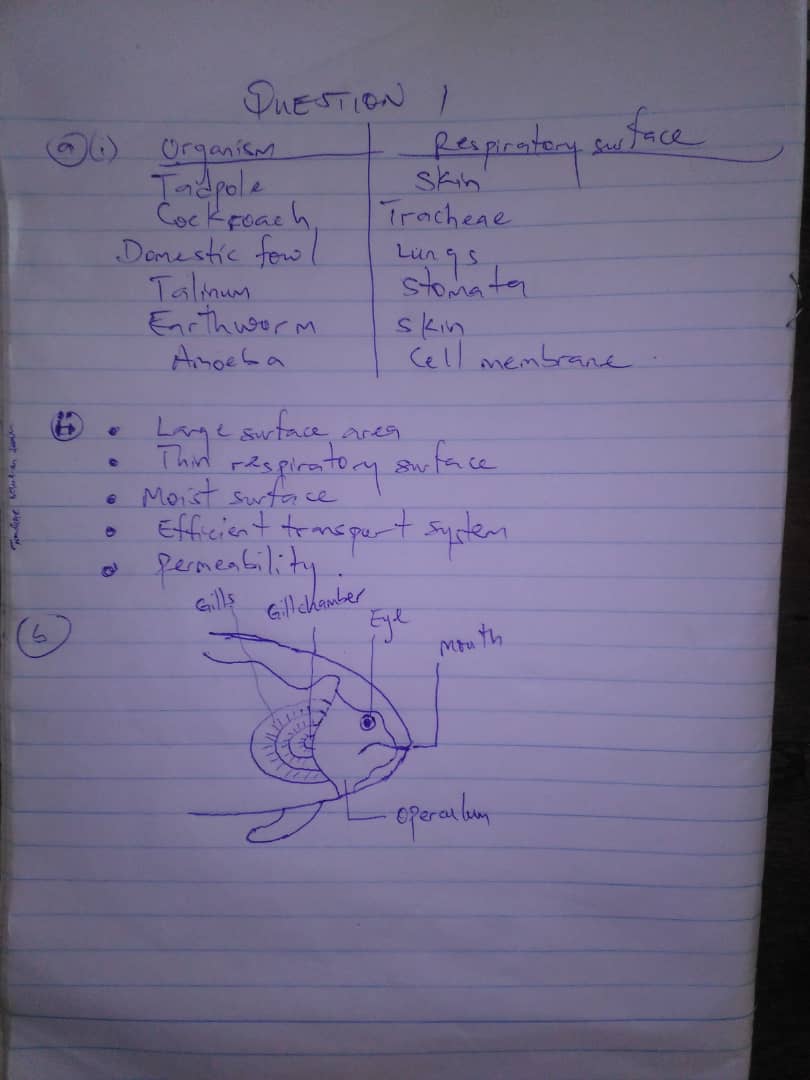 QUESTION 1
a (i) Organism Respiratory surface
Tadpole Skin
Cockroach Tracheae
Domestic fowl Lungs
Talinum Stomata
Earthworm Skin
Amoeba Cell membrane.
ii • Large surface area
• Thin respiratory surface
• Moist surface
• Efficient transport system
• Permeability.
b
Gills Gill chamber Eye Mouth
Operculum